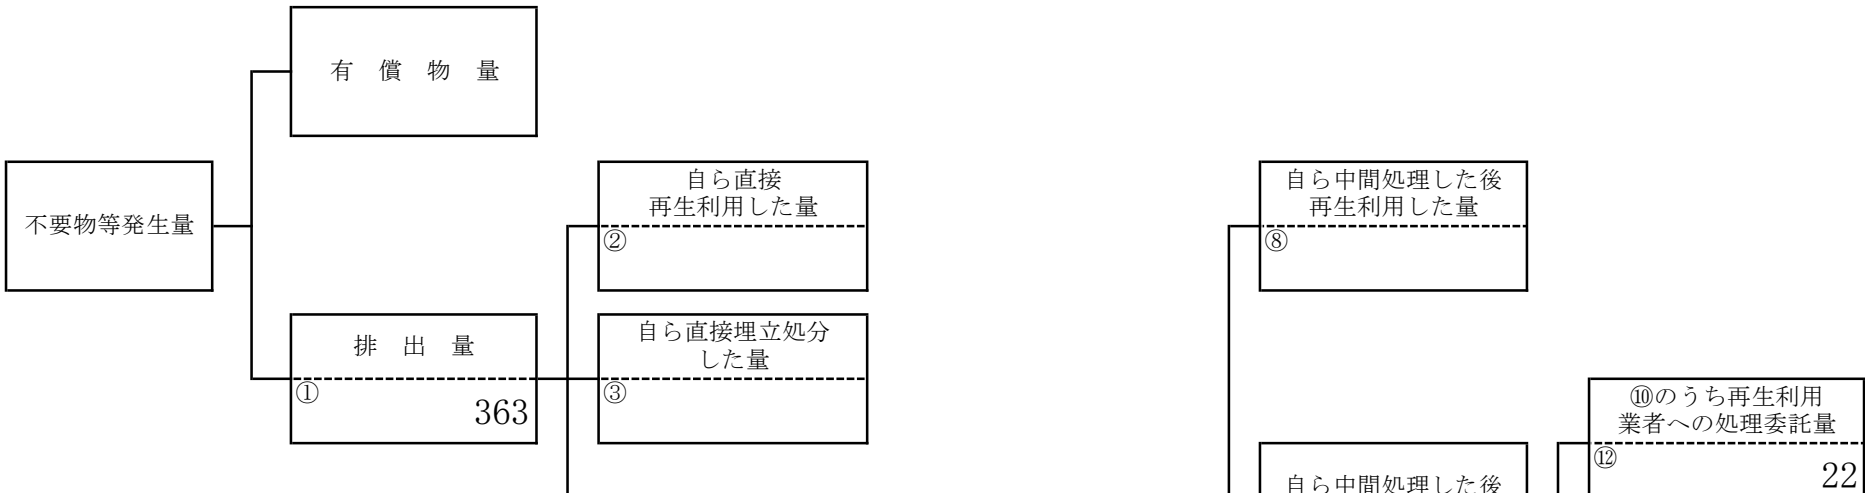 有　償　物　量
不要物等発生量
自ら直接
再生利用した量
②
自ら中間処理した後
再生利用した量
⑧
排　出　量
①
363
自ら直接埋立処分
した量
③
⑩のうち再生利用
業者への処理委託量
⑫
22
自ら中間処理した後